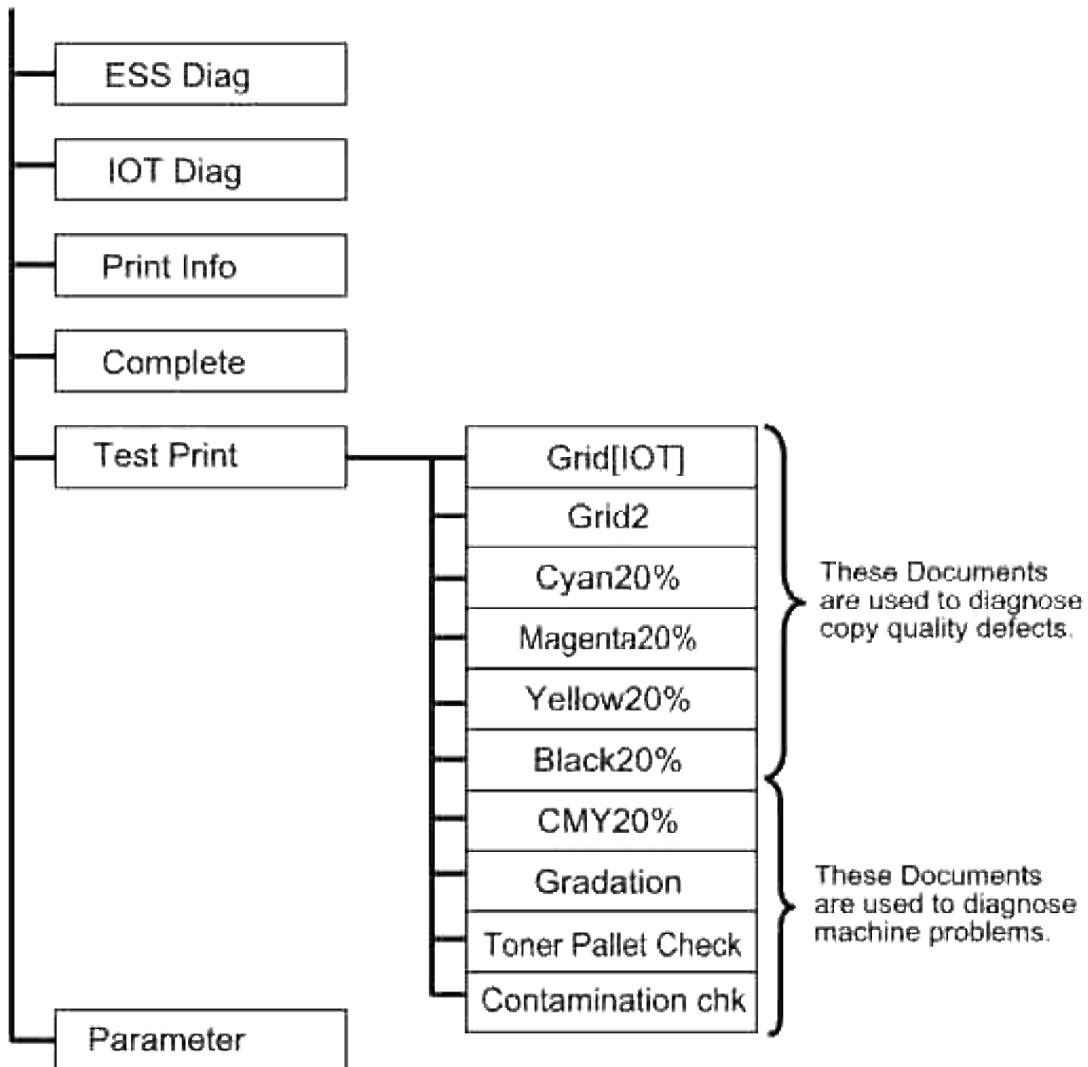 ESS Diag
IOT Diag
Print Info
Complete
Test Print
Grid[IOT]
Grid2
Cyan20%
Magenta20%
Yellow20%
Black20%
CMY20%
Gradation
Toner Pallet Check
Contamination chk
These Documents
are used to diagnose
copy quality defects.
These Documents
are used to diagnose
machine problems.
Parameter